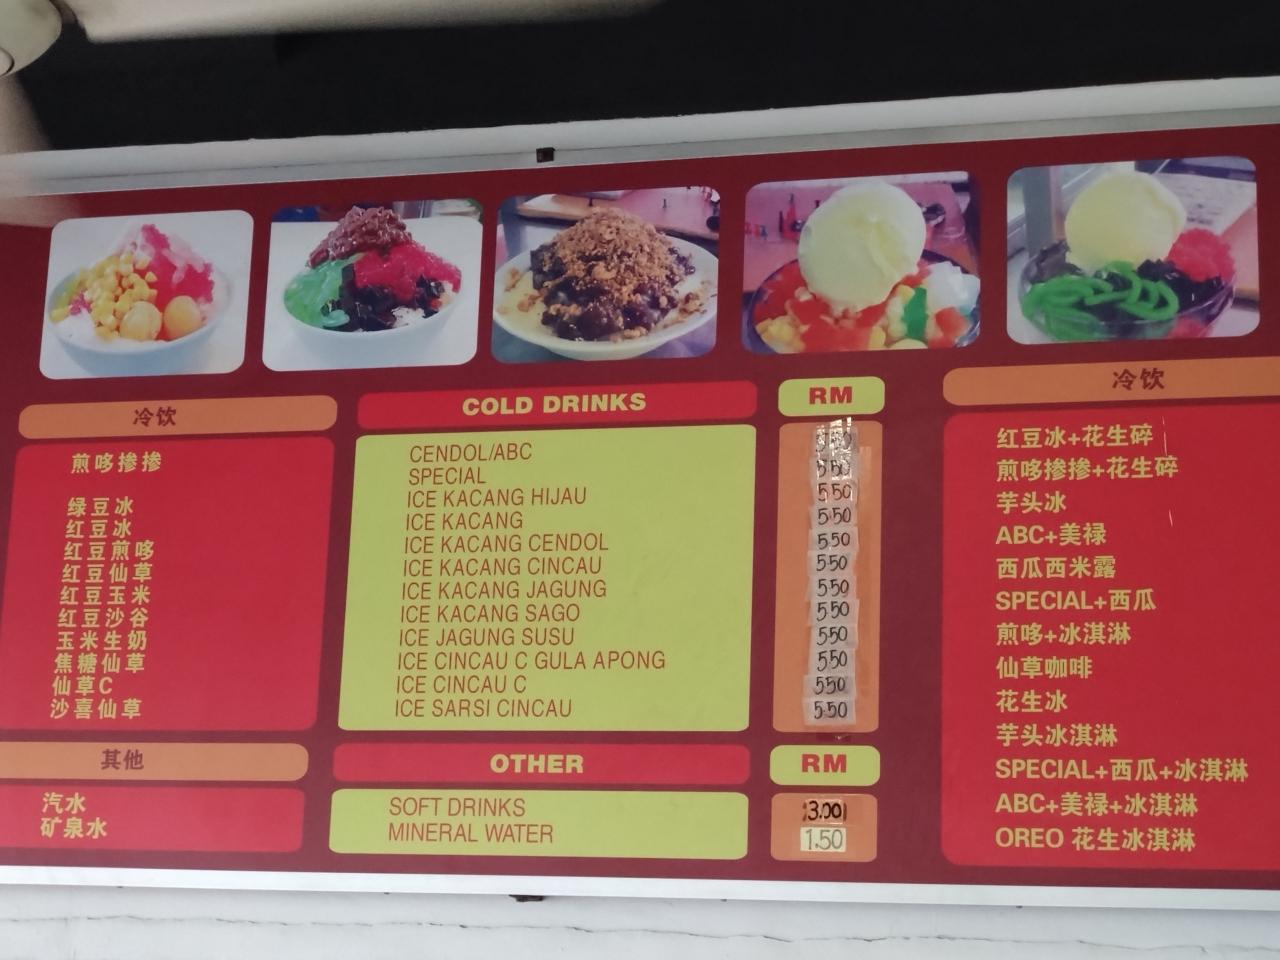 冷饮
煎哆掺掺
绿豆冰
红豆冰
红豆煎哆
红豆仙草
红豆玉米
红豆沙谷
玉米生奶
焦糖仙草
仙草C
沙喜仙草
其他
汽水
矿泉水
COLD DRINKS
CENDOL/ABC
SPECIAL
ICE KACANG HIJAU
ICE KACANG
ICE KACANG CENDOL
ICE KACANG CINCAU
ICE KACANG JAGUNG
ICE KACANG SAGO
ICE JAGUNG SUSU
ICE CINCAU C GULA APONG
ICE CINCAU C
ICE SARSI CINCAU
OTHER
SOFT DRINKS
MINERAL WATER
RM
5.50
5.50
5.50
5.50
5.50
5.50
5.50
5.50
5.50
5.50
5.50
RM
3.00
1.50
冷饮
红豆冰+花生碎
煎哆掺掺+花生碎
芋头冰
ABC+美禄
西瓜西米露
SPECIAL+西瓜
煎哆+冰淇淋
仙草咖啡
花生冰
芋头冰淇淋
SPECIAL+西瓜+冰淇淋
ABC+美禄+冰淇淋
OREO 花生冰淇淋